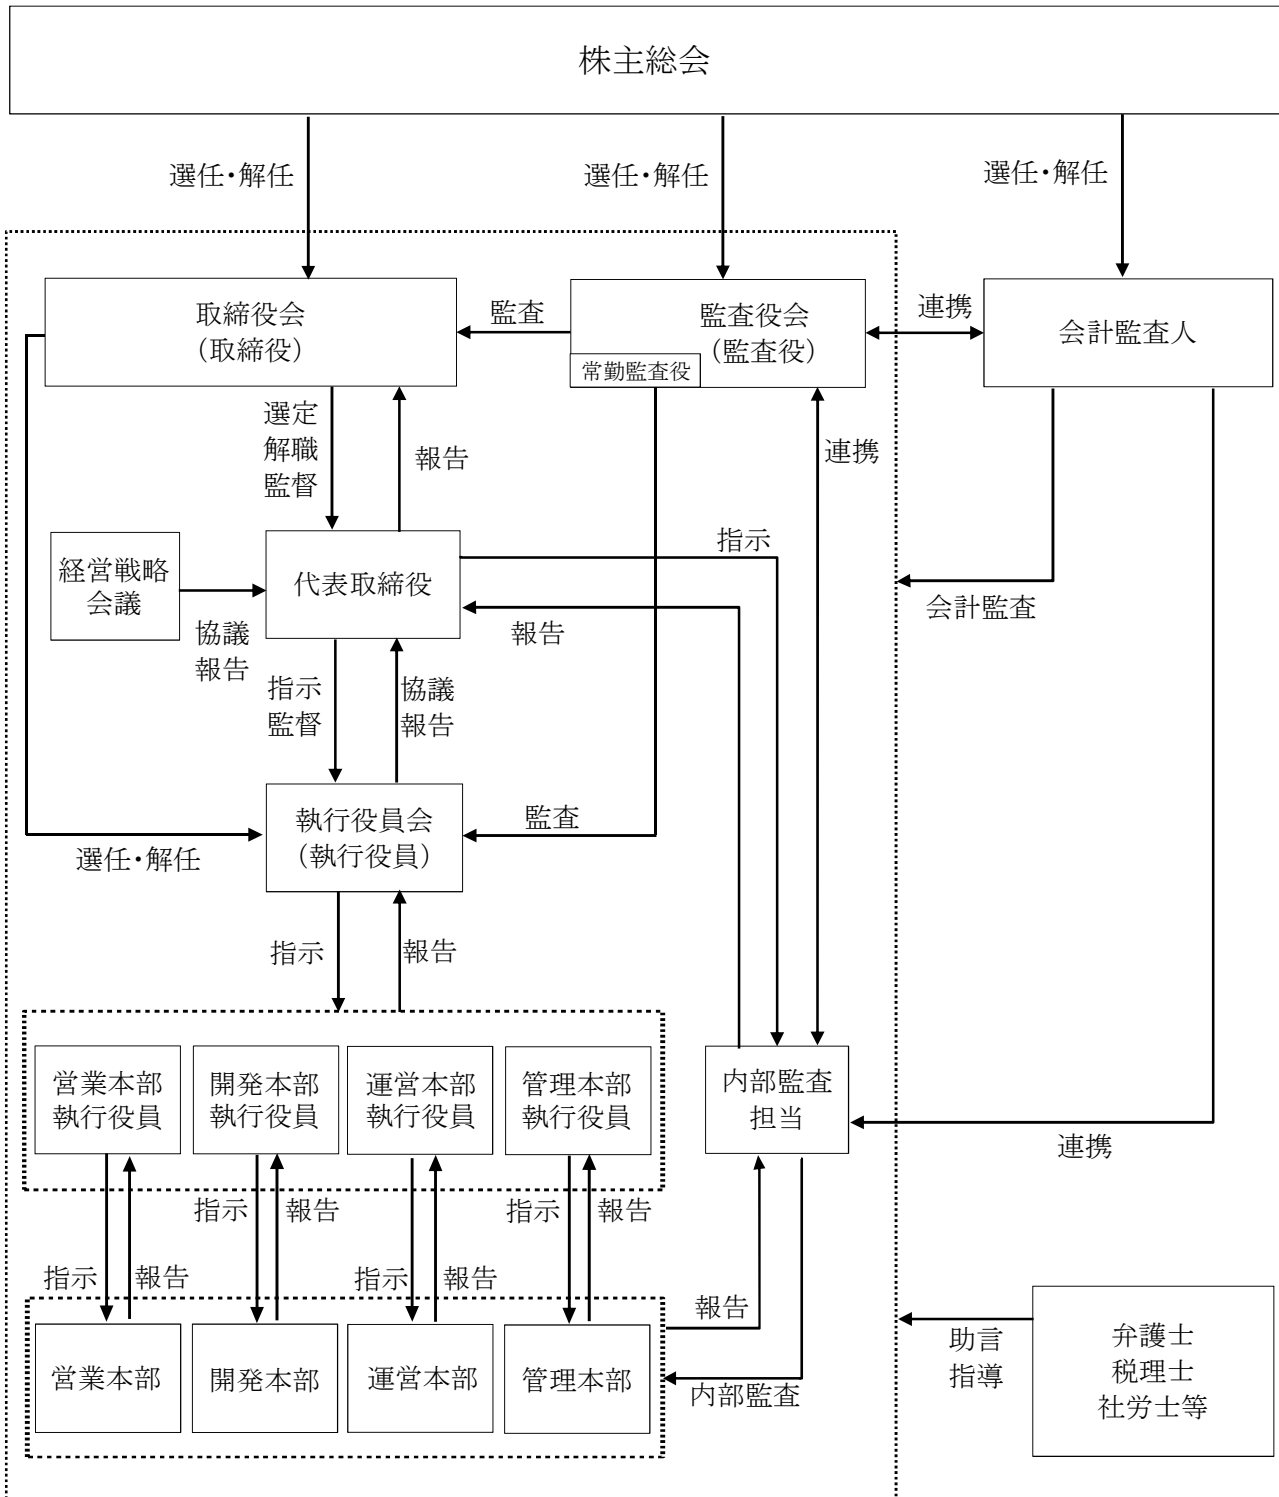 株主総会
選任・解任
選任・解任
選任・解任
取締役会
（取締役）
監査
監査役会
（監査役）
常勤監査役
連携
会計監査人
選定
解職
監督
報告
連携
経営戦略
会議
代表取締役
指示
報告
会計監査
協議
報告
指示
監督
協議
報告
執行役員会
（執行役員）
監査
選任・解任
指示
報告
営業本部
執行役員
開発本部
執行役員
運営本部
執行役員
管理本部
執行役員
内部監査
担当
連携
指示
報告
指示
報告
指示
報告
指示
報告
営業本部
開発本部
運営本部
管理本部
報告
内部監査
助言
指導
弁護士
税理士
社労士等